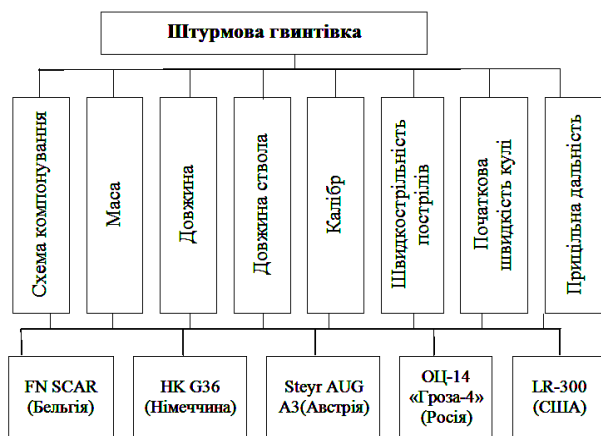 Штурмова гвинтівка
Схема компонування
Маса
Довжина
Довжина ствола
Калібр
Швидкострільність
пострілів
Початкова
швидкість кулі
Прицільна дальність
FN SCAR
(Бельгія)
HK G36
(Німеччина)
Steyr AUG
A3(Австрія)
ОЦ-14
«Гроза-4»
(Росія)
LR-300
(США)